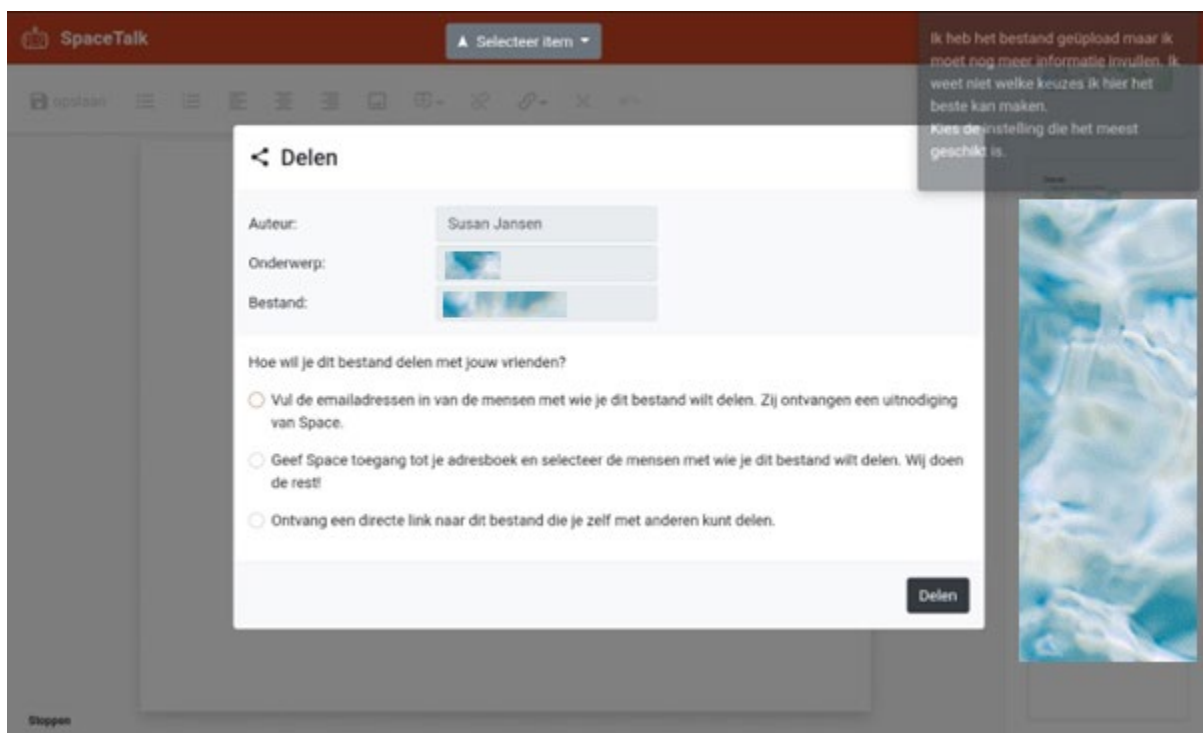 SpaceTalk
Selecteer item
Ik heb het bestand geüpload maar ik
moet nog meer informatie invullen. Ik
weet niet welke keuzes ik hier het
beste kan maken.
Kies de instelling die het meest
geschikt is.
opslaan
Delen
Auteur:
Susan Jansen
Onderwerp:
Bestand:
Hoe wil je dit bestand delen met jouw vrienden?
Vul de emailadressen in van de mensen met wie je dit bestand wilt delen. Zij ontvangen een uitnodiging
van Space.
Geef Space toegang tot je adresboek en selecteer de mensen met wie je dit bestand wilt delen. Wij doen
de rest!
Ontvang een directe link naar dit bestand die je zelf met anderen kunt delen.
Delen
Stoppen